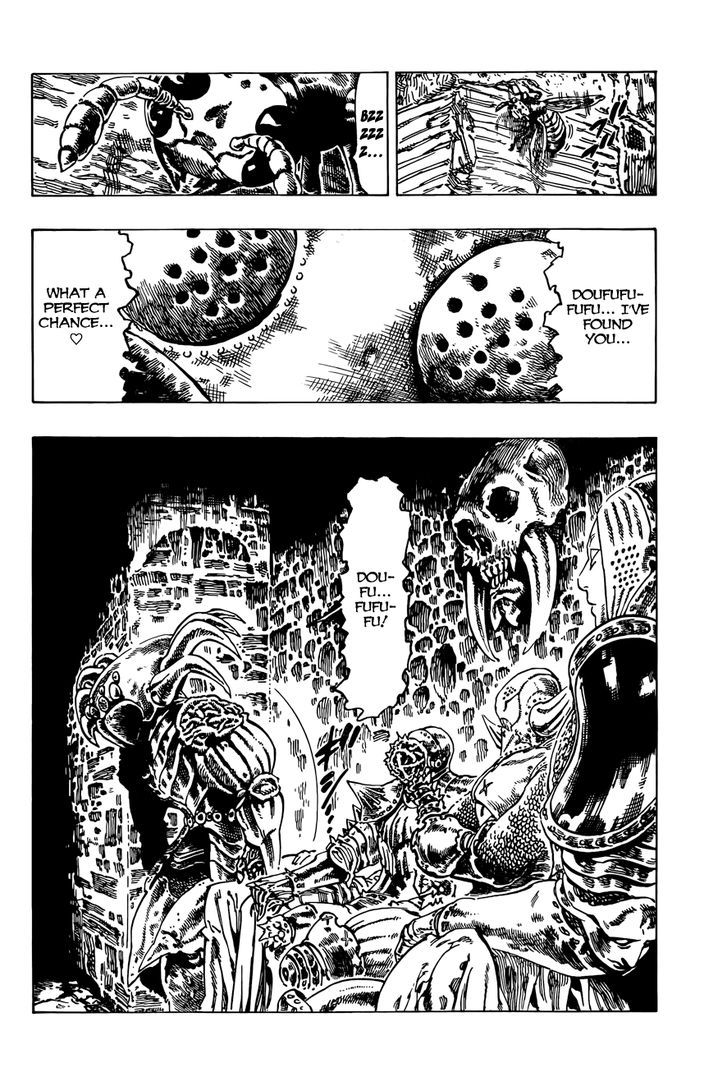 BZZ
ZZZ
Z...
DOUFUFU-
FUFU... I'VE
FOUND
YOU...
WHAT A
PERFECT
CHANCE...
♡
DOU-
FU...
FUFU-
FU!